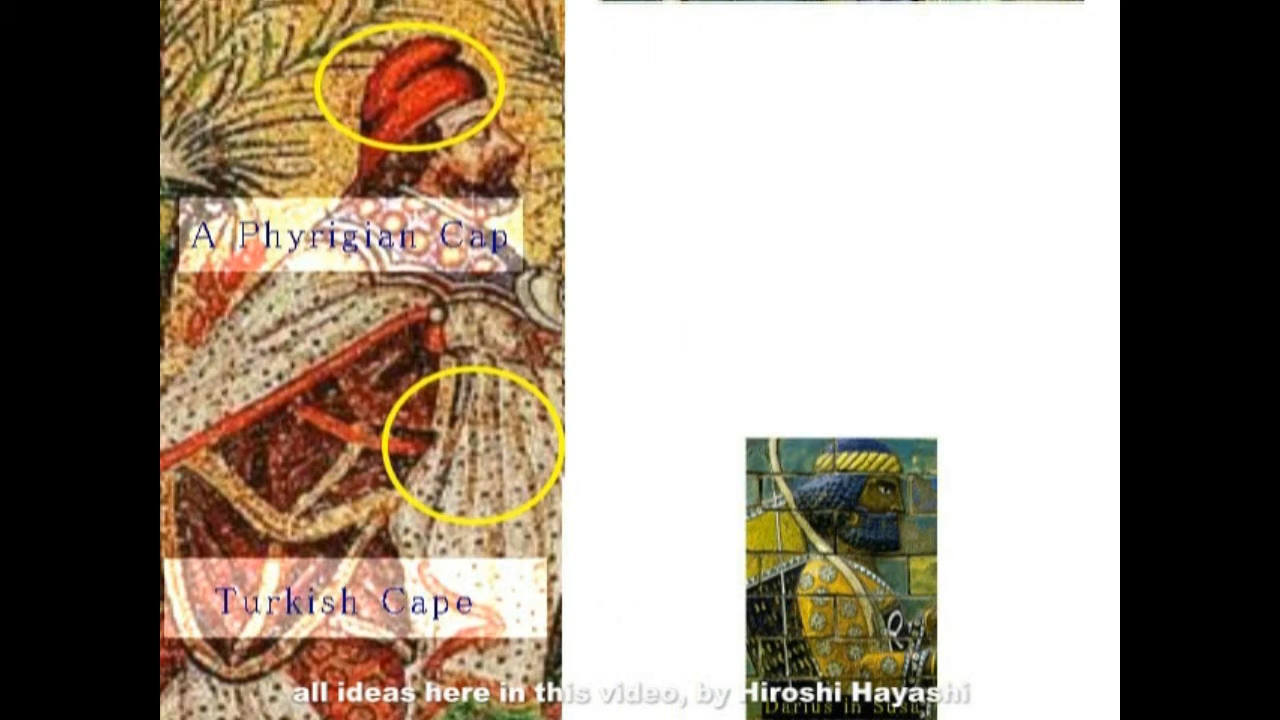 A Phyrigian Cap
Turkish Cape
all ideas here in this video, by Hiroshi Hayashi
Darius in Susa